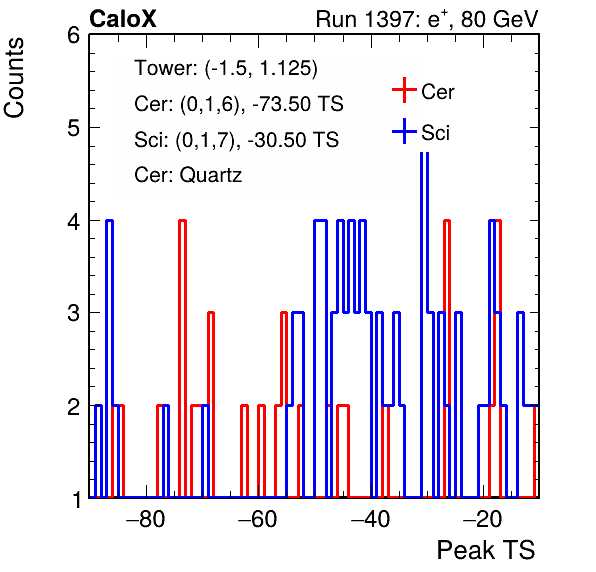 CaloX Run 1397: e⁺, 80 GeV
Counts
6
Tower: (-1.5, 1.125)
Cer: (0,1,6), -73.50 TS
Sci: (0,1,7), -30.50 TS
Cer: Quartz
Cer
Sci
5
4
3
2
1
−80 −60 −40 −20
Peak TS